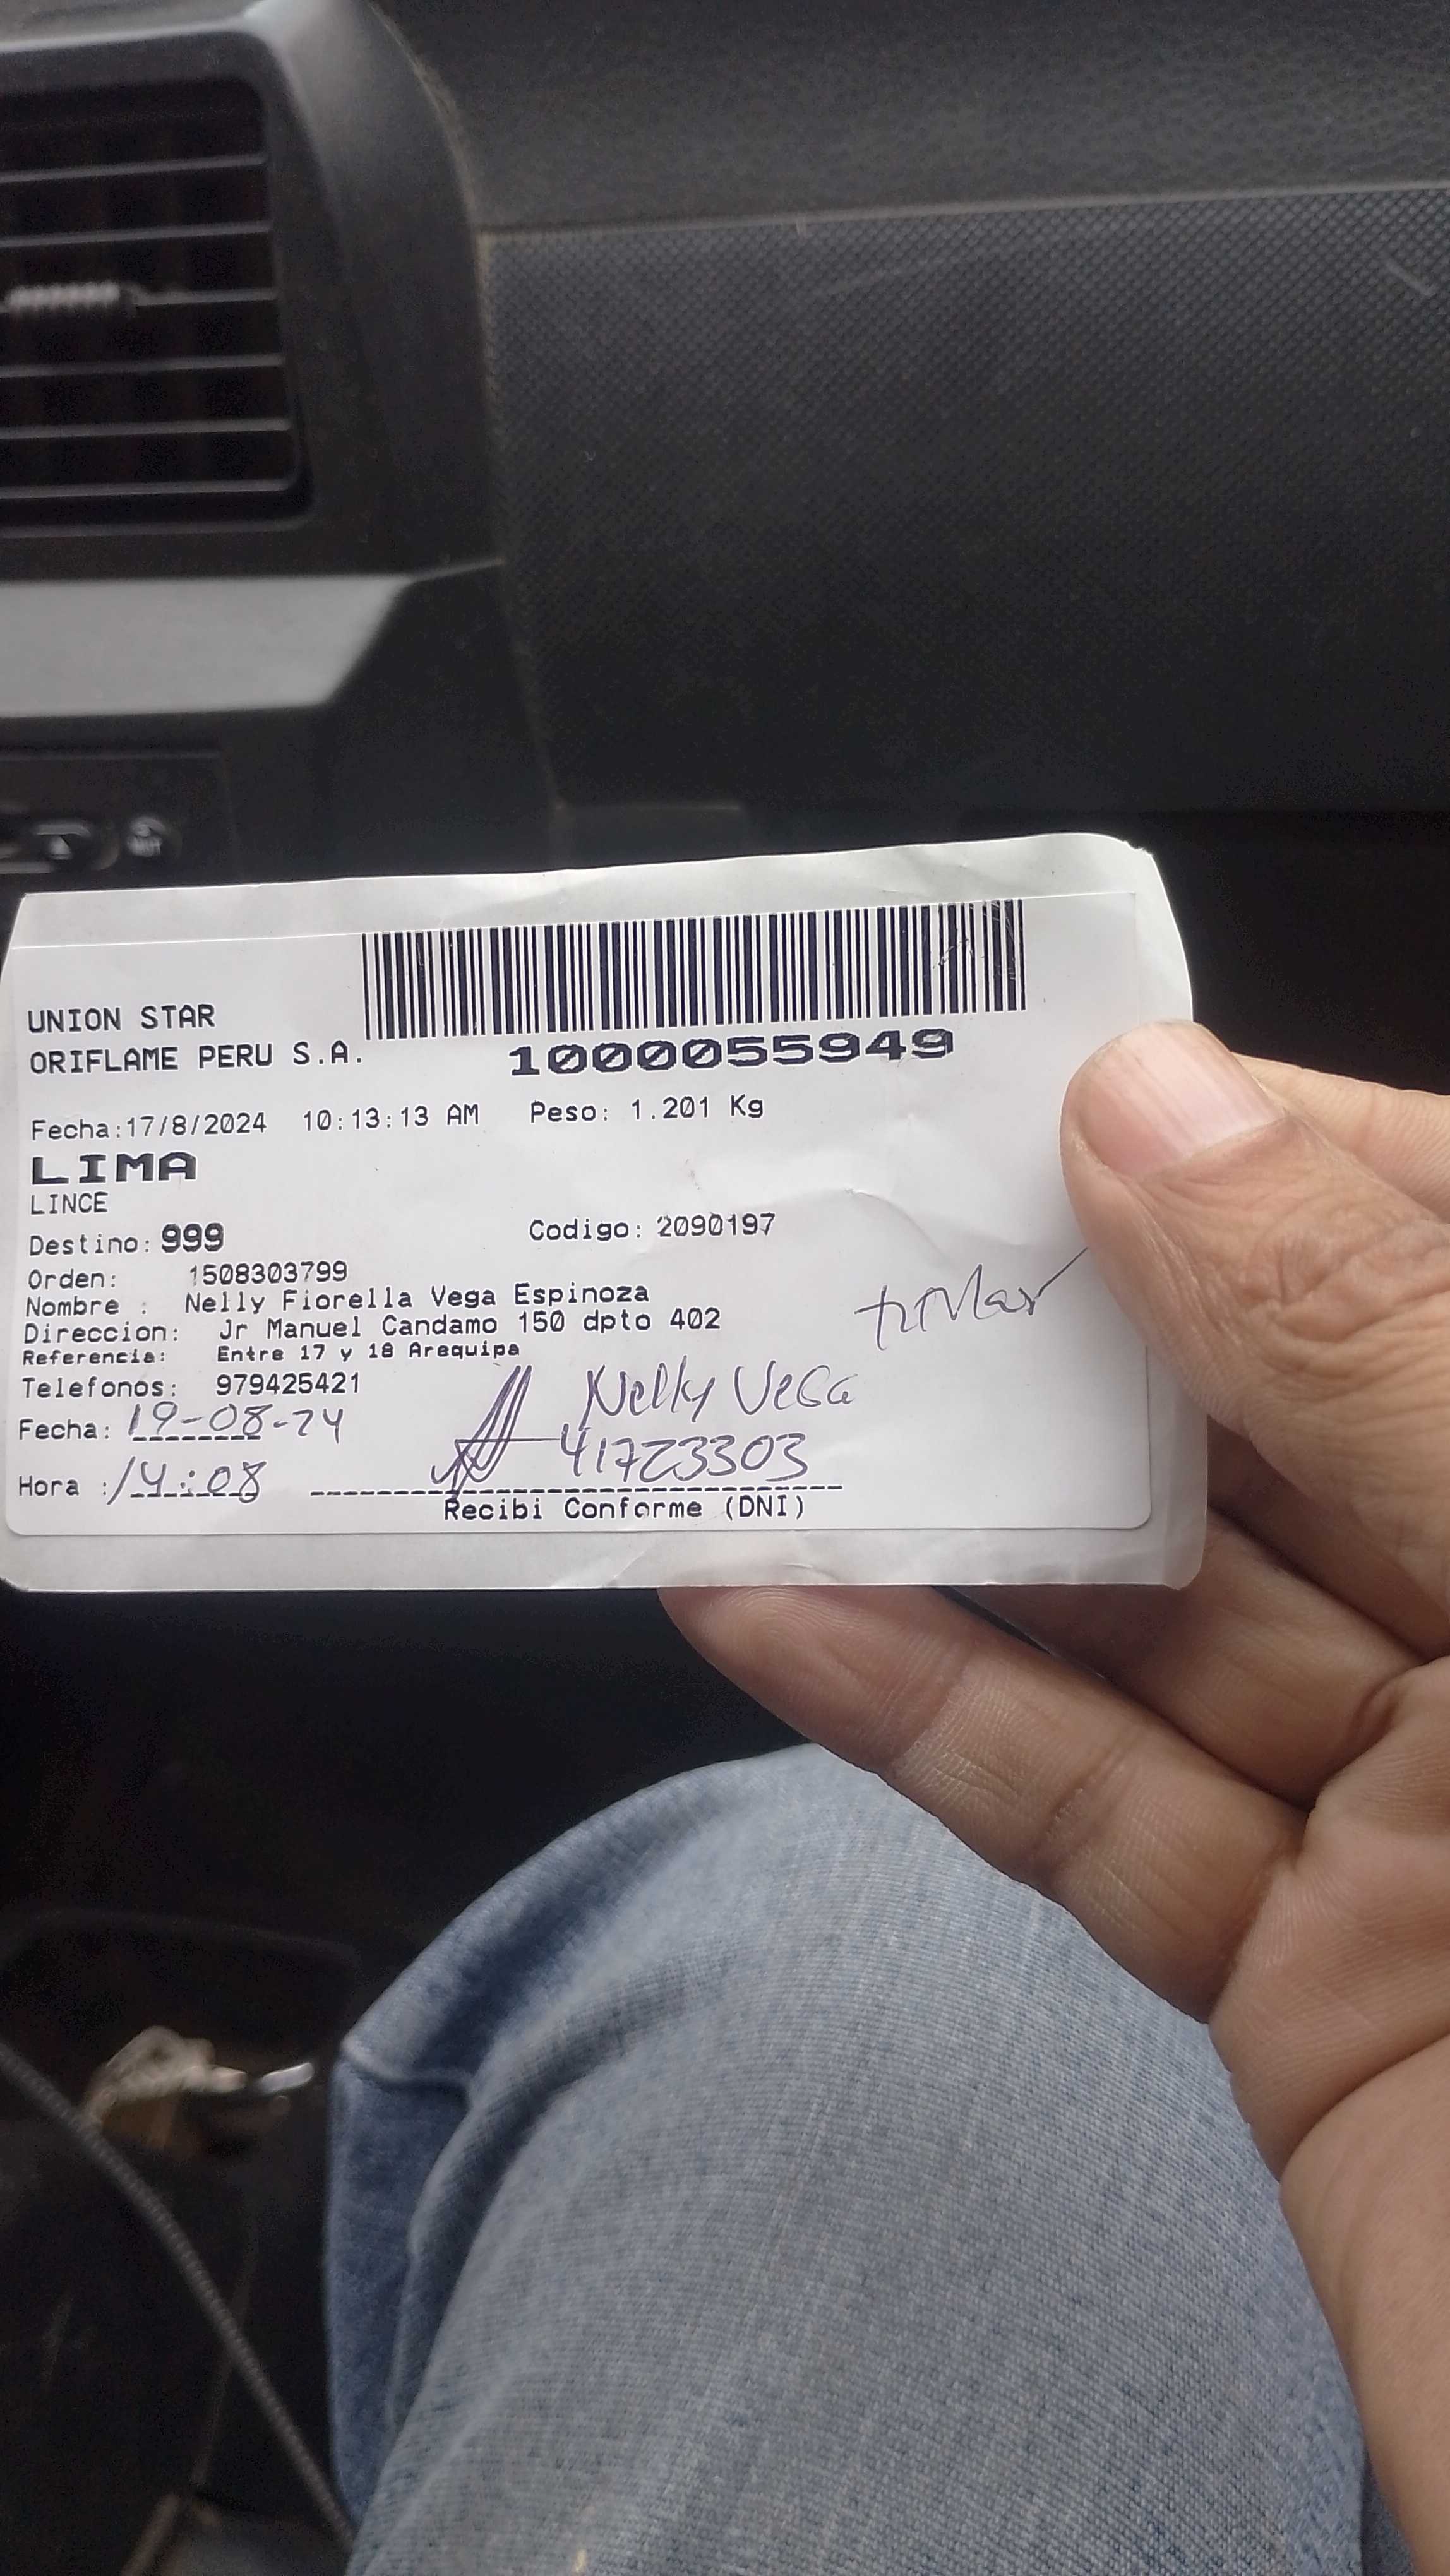 UNION STAR
ORIFLAME PERU S.A.
1000055949
Fecha:17/8/2024 10:13:13 AM Peso: 1.201 Kg
LIMA
LINCE
Destino: 999 Codigo: 2090197
Orden: 1508303799
Nombre : Nelly Fiorella Vega Espinoza
Direccion: Jr Manuel Candamo 150 dpto 402
titular
Referencia: Entre 17 y 18 Arequipa
Telefonos: 979425421
Nelly Vega
Fecha: 19-08-24
41723303
Hora :14:08
Recibi Conforme (DNI)